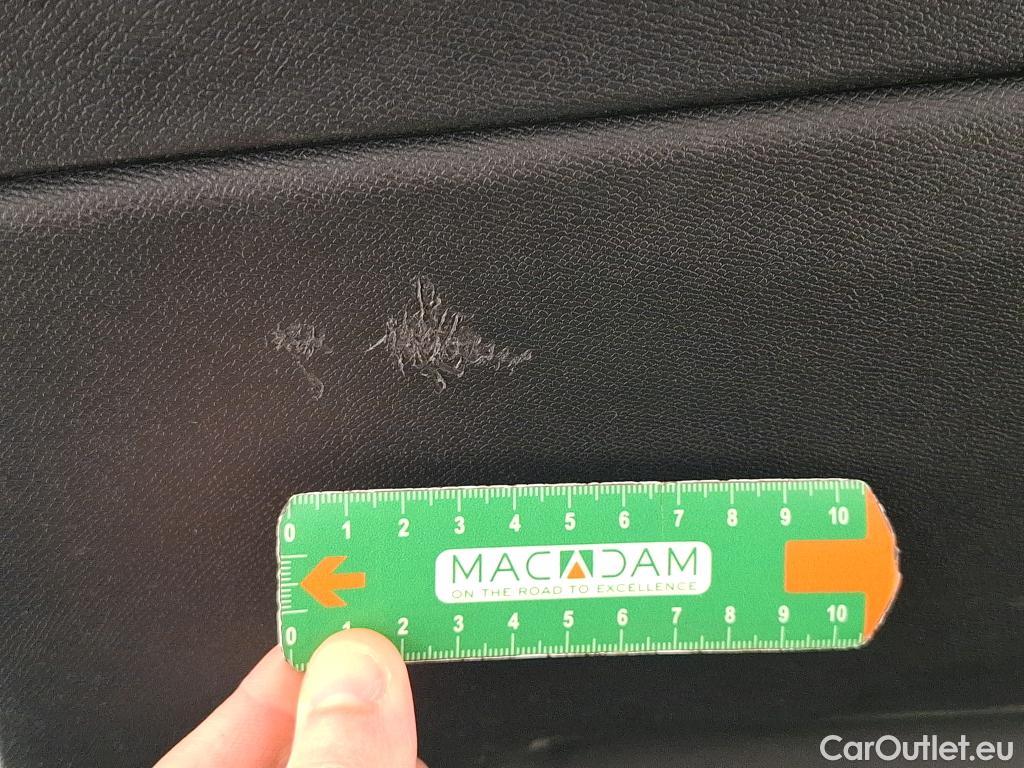 0 1 2 3 4 5 6 7 8 9 10
MACADAM
ON THE ROAD TO EXCELLENCE
0 1 2 3 4 5 6 7 8 9 10
CarOutlet.eu